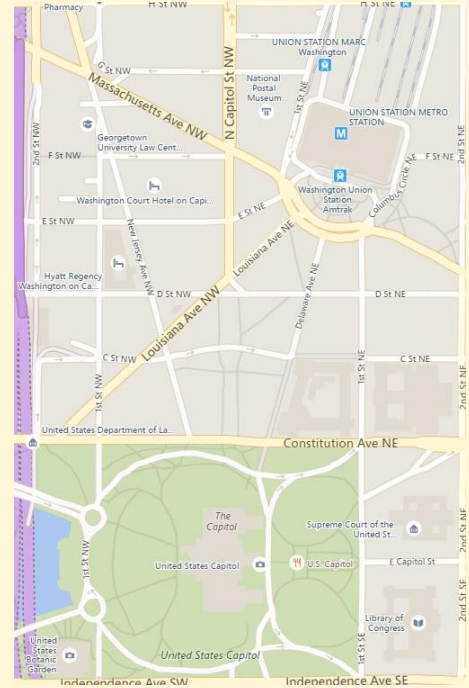 Pharmacy
H St NW
H St NE
G St NW
UNION STATION MARC
Washington
Massachusetts Ave NW
N Capitol St NW
National
Postal
Museum
1st St NE
UNION STATION METRO
STATION
M
2nd St NW
Georgetown
University Law Cent...
F St NW
F St NE
2nd St NE
Washington Union
Station
Amtrak
Columbus Circle NE
Washington Court Hotel on Capi...
E St NW
E St NE
New Jersey Ave NW
Louisiana Ave NE
Hyatt Regency
Washington on Ca...
Delaware Ave NE
D St NW
D St NE
Louisiana Ave NW
C St NW
C St NE
1st St NW
1st St NE
2nd St NE
United States Department of La...
Constitution Ave NE
The
Capitol
Supreme Court of the
United St...
2nd St NE
1st St NW
United States Capitol
U.S. Capitol
E Capitol St
2nd St SE
Library of
Congress
United
States
Botanic
Garden
United States Capitol
1st St SE
Independence Ave SW
Independence Ave SE